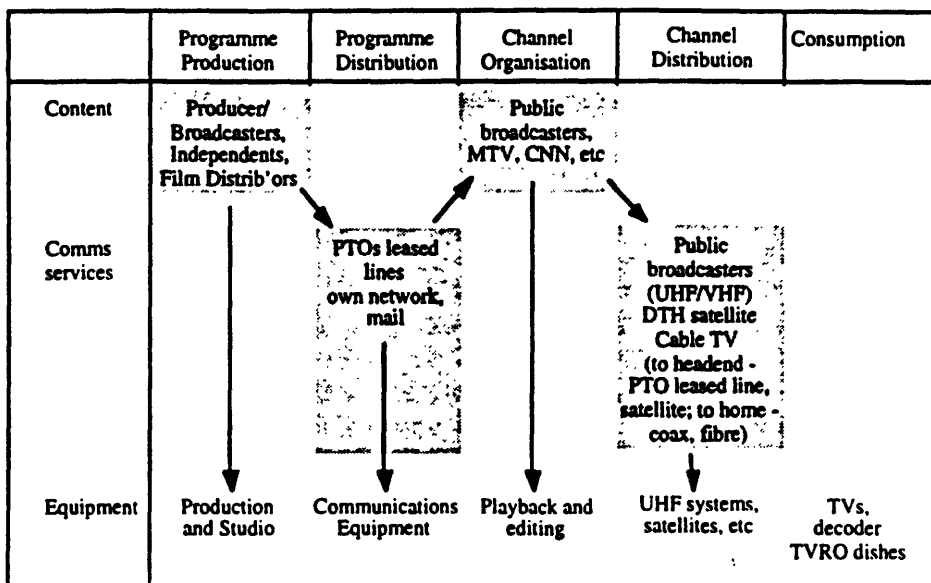 Programme Production
Programme Distribution
Channel Organisation
Channel Distribution
Consumption
Content
Producer/
Broadcasters,
Independents,
Film Distrib'ors
Public
broadcasters,
MTV, CNN, etc
Comms
services
PTOs leased
lines
own network,
mail
Public
broadcasters
(UHF/VHF)
DTH satellite
Cable TV
(to headend -
PTO leased line,
satellite; to home -
coax, fibre)
Equipment
Production
and Studio
Communications
Equipment
Playback and
editing
UHF systems,
satellites, etc
TVs,
decoder
TVRO dishes